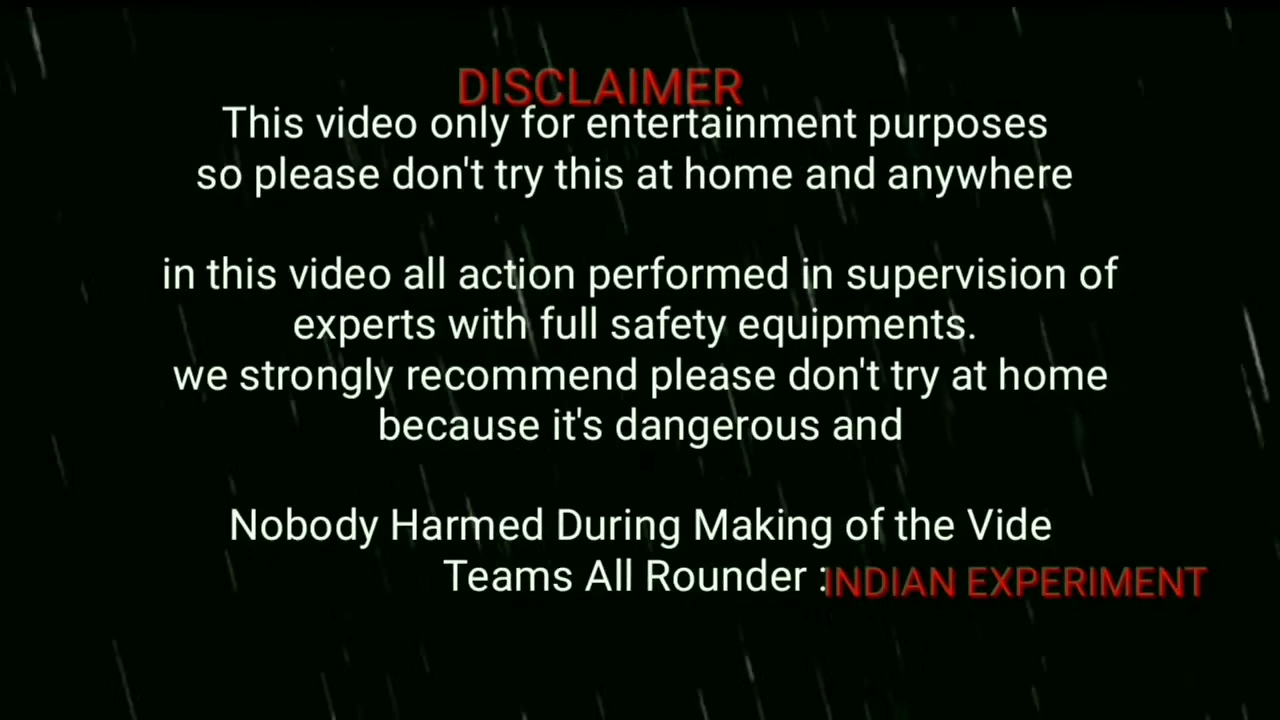 DISCLAIMER
This video only for entertainment purposes
so please don't try this at home and anywhere
in this video all action performed in supervision of
experts with full safety equipments.
we strongly recommend please don't try at home
because it's dangerous and
Nobody Harmed During Making of the Vide
Teams All Rounder :INDIAN EXPERIMENT